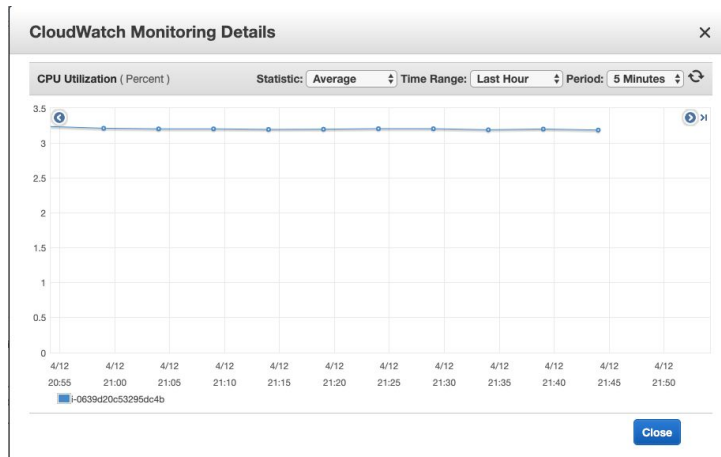 CloudWatch Monitoring Details
CPU Utilization ( Percent ) Statistic: Average Time Range: Last Hour Period: 5 Minutes
3.5
3
2.5
2
1.5
1
0.5
0
4/12 4/12 4/12 4/12 4/12 4/12 4/12 4/12 4/12 4/12 4/12 4/12
20:55 21:00 21:05 21:10 21:15 21:20 21:25 21:30 21:35 21:40 21:45 21:50
i-0639d20c53295dc4b
Close